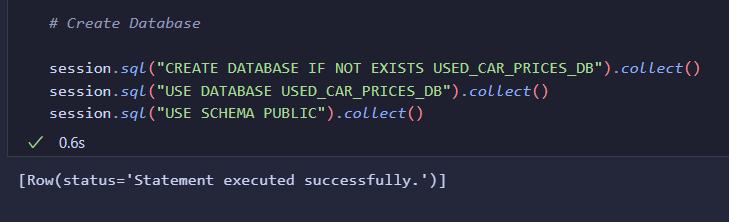 # Create Database
session.sql("CREATE DATABASE IF NOT EXISTS USED_CAR_PRICES_DB").collect()
session.sql("USE DATABASE USED_CAR_PRICES_DB").collect()
session.sql("USE SCHEMA PUBLIC").collect()
0.6s
[Row(status='Statement executed successfully.')]